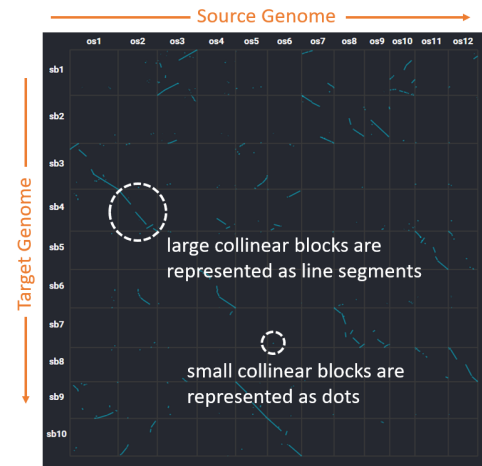 Source Genome
os1 os2 os3 os4 os5 os6 os7 os8 os9 os10 os11 os12
Target Genome
sb1
sb2
sb3
sb4
sb5
sb6
sb7
sb8
sb9
sb10
large collinear blocks are
represented as line segments
small collinear blocks are
represented as dots